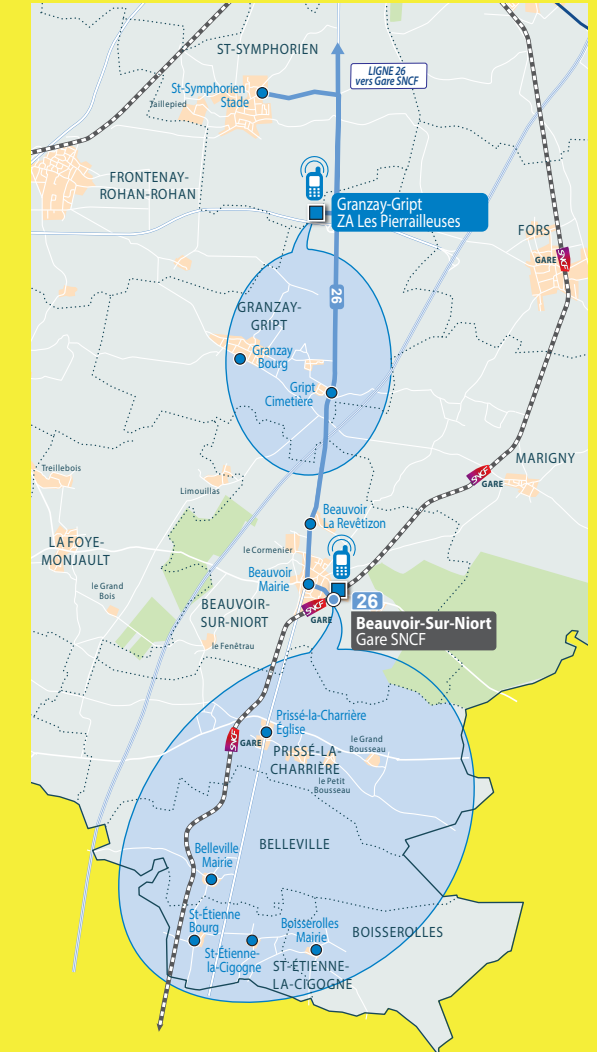 ST-SYMPHORIEN
LIGNE 26
vers Gare SNCF
St-Symphorien
Stade
Taillepied
FRONTENAY-
ROHAN-ROHAN
Granzay-Gript
ZA Les Pierrailleuses
FORS
GARE
SNCF
26
GRANZAY-
GRIPT
Granzay
Bourg
Gript
Cimetière
MARIGNY
SNCF
GARE
Treillebois
Limouillas
Beauvoir
La Revêtizon
LA FOYE-
MONJAULT
le Cormenier
le Grand
Bois
Beauvoir
Mairie
BEAUVOIR-
SUR-NIORT
SNCF
GARE
26
Beauvoir-Sur-Niort
Gare SNCF
le Fenêtrau
Prissé-la-Charrière
Église
SNCF
GARE
PRISSÉ-LA-
CHARRIÈRE
le Grand
Bousseau
le Petit
Bousseau
BELLEVILLE
Belleville
Mairie
St-Étienne
Bourg
Boisserolles
Mairie
BOISSEROLLES
St-Étienne-
la-Cigogne
ST-ÉTIENNE-
LA-CIGOGNE